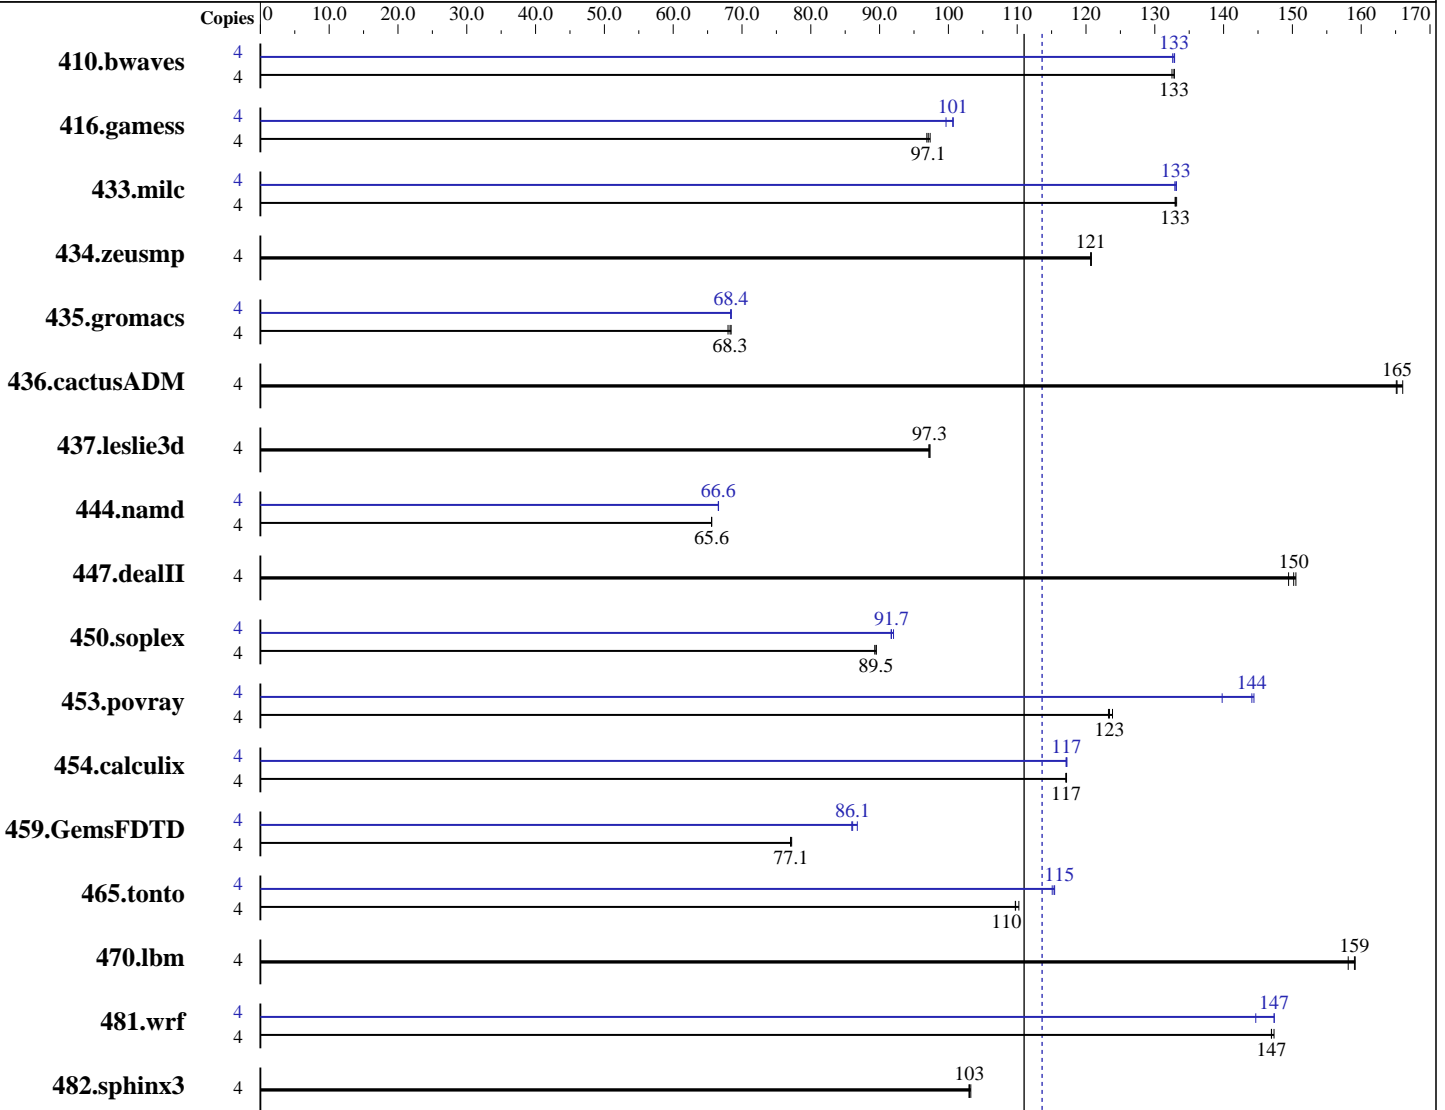 Copies 0 10.0 20.0 30.0 40.0 50.0 60.0 70.0 80.0 90.0 100 110 120 130 140 150 160 170
410.bwaves 4 133
4 133
416.gamess 4 101
4 97.1
433.milc 4 133
4 133
434.zeusmp 4 121
435.gromacs 4 68.4
4 68.3
436.cactusADM 4 165
437.leslie3d 4 97.3
444.namd 4 66.6
4 65.6
447.dealII 4 150
450.soplex 4 91.7
4 89.5
453.povray 4 144
4 123
454.calculix 4 117
4 117
459.GemsFDTD 4 86.1
4 77.1
465.tonto 4 115
4 110
470.lbm 4 159
481.wrf 4 147
4 147
482.sphinx3 4 103